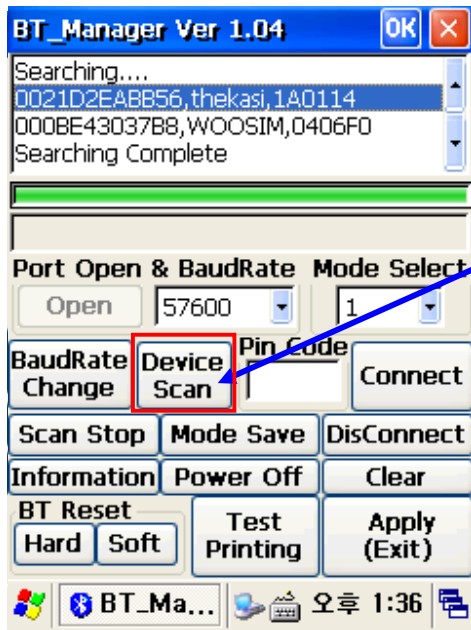 BT_Manager Ver 1.04 OK
Searching....
0021D2EABB56,thekasi,1A0114
000BE43037B8,WOOSIM,0406F0
Searching Complete
Port Open & BaudRate Mode Select
Open 57600 1
BaudRate Change
Device Scan
Pin Code
Connect
Scan Stop Mode Save DisConnect
Information Power Off Clear
BT Reset
Hard Soft
Test Printing
Apply (Exit)
BT_Ma... 오후 1:36